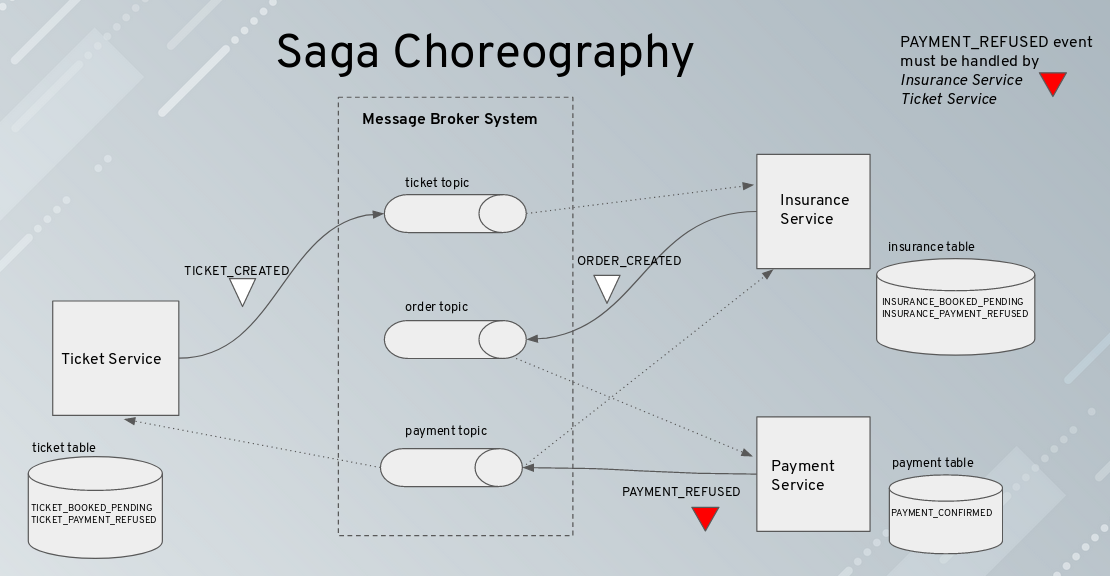 Saga Choreography
PAYMENT_REFUSED event
must be handled by
Insurance Service
Ticket Service
Message Broker System
ticket topic
Insurance
Service
insurance table
INSURANCE_BOOKED_PENDING
INSURANCE_PAYMENT_REFUSED
TICKET_CREATED
ORDER_CREATED
order topic
Ticket Service
payment topic
ticket table
TICKET_BOOKED_PENDING
TICKET_PAYMENT_REFUSED
PAYMENT_REFUSED
Payment
Service
payment table
PAYMENT_CONFIRMED